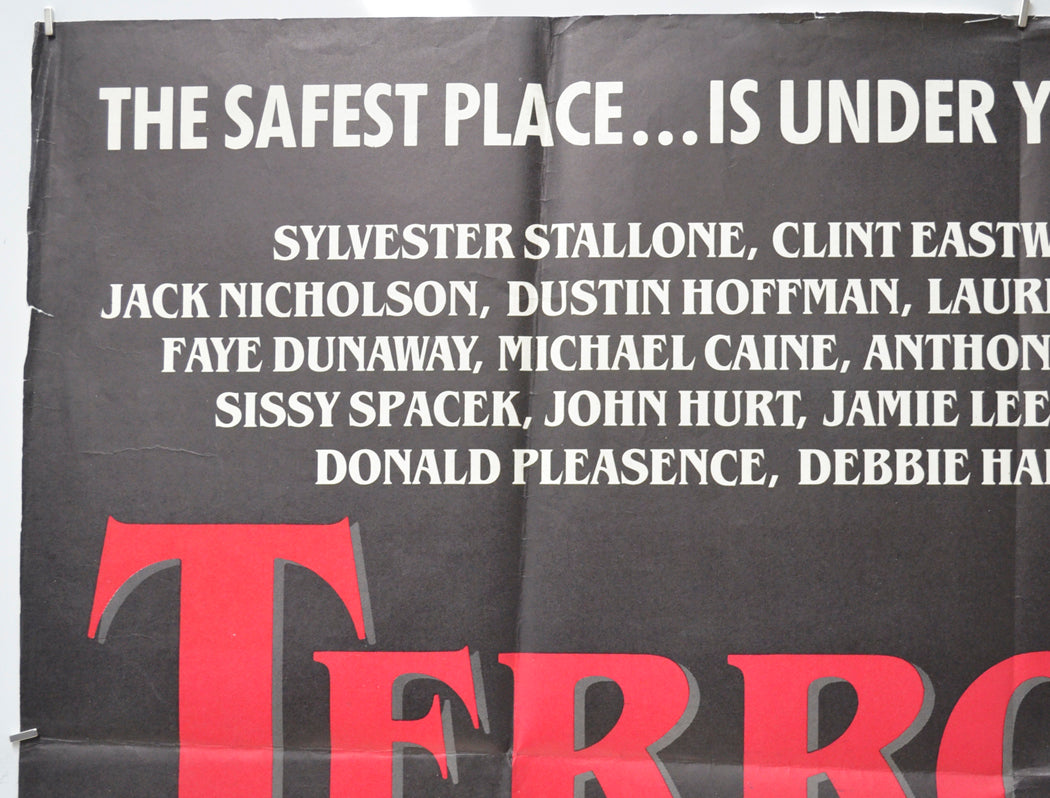 THE SAFEST PLACE...IS UNDER Y
SYLVESTER STALLONE, CLINT EASTW
JACK NICHOLSON, DUSTIN HOFFMAN, LAUR
FAYE DUNAWAY, MICHAEL CAINE, ANTHON
SISSY SPACEK, JOHN HURT, JAMIE LEE
DONALD PLEASENCE, DEBBIE HA
TERRO